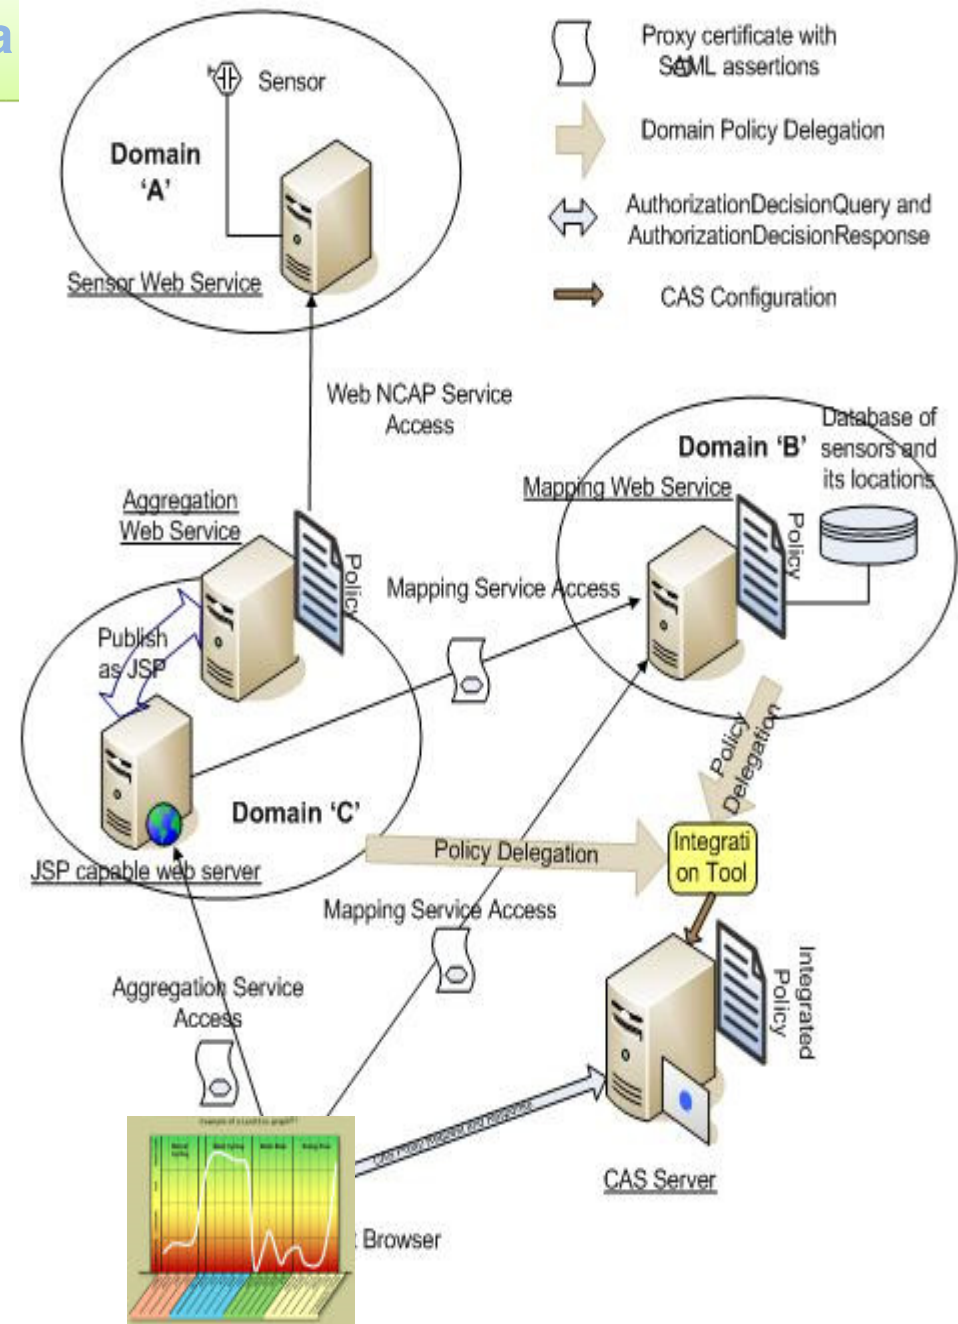 a
Proxy certificate with
SAML assertions
Sensor
Domain Policy Delegation
Domain
'A'
AuthorizationDecisionQuery and
AuthorizationDecisionResponse
Sensor Web Service
CAS Configuration
Web NCAP Service
Access
Database of
sensors and
its locations
Domain 'B'
Mapping Web Service
Aggregation
Web Service
Policy
Policy
Mapping Service Access
Publish
as JSP
Policy
Delegation
Domain 'C'
Integrati
on Tool
Policy Delegation
JSP capable web server
Mapping Service Access
Integrated
Policy
Aggregation Service
Access
CAS Server
Browser